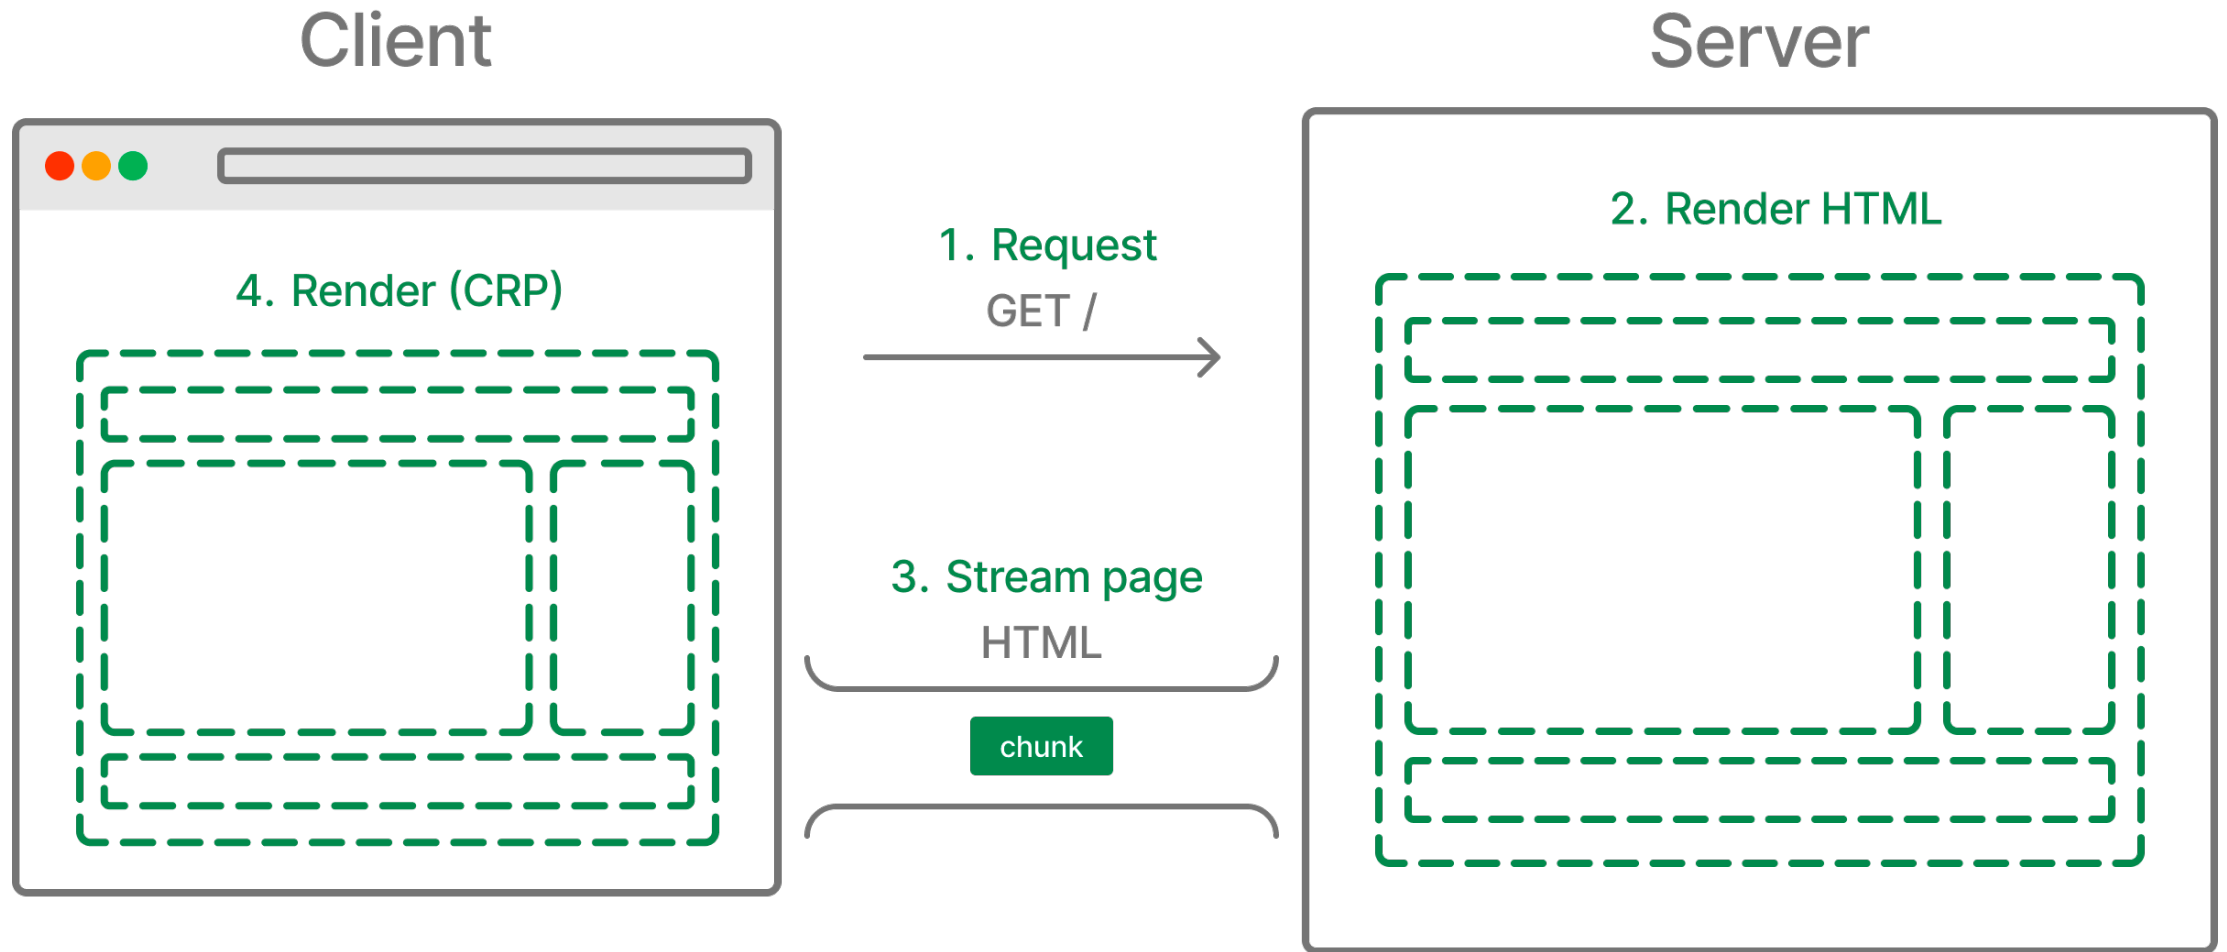 Client
Server
1. Request
GET /
2. Render HTML
3. Stream page
HTML
chunk
4. Render (CRP)